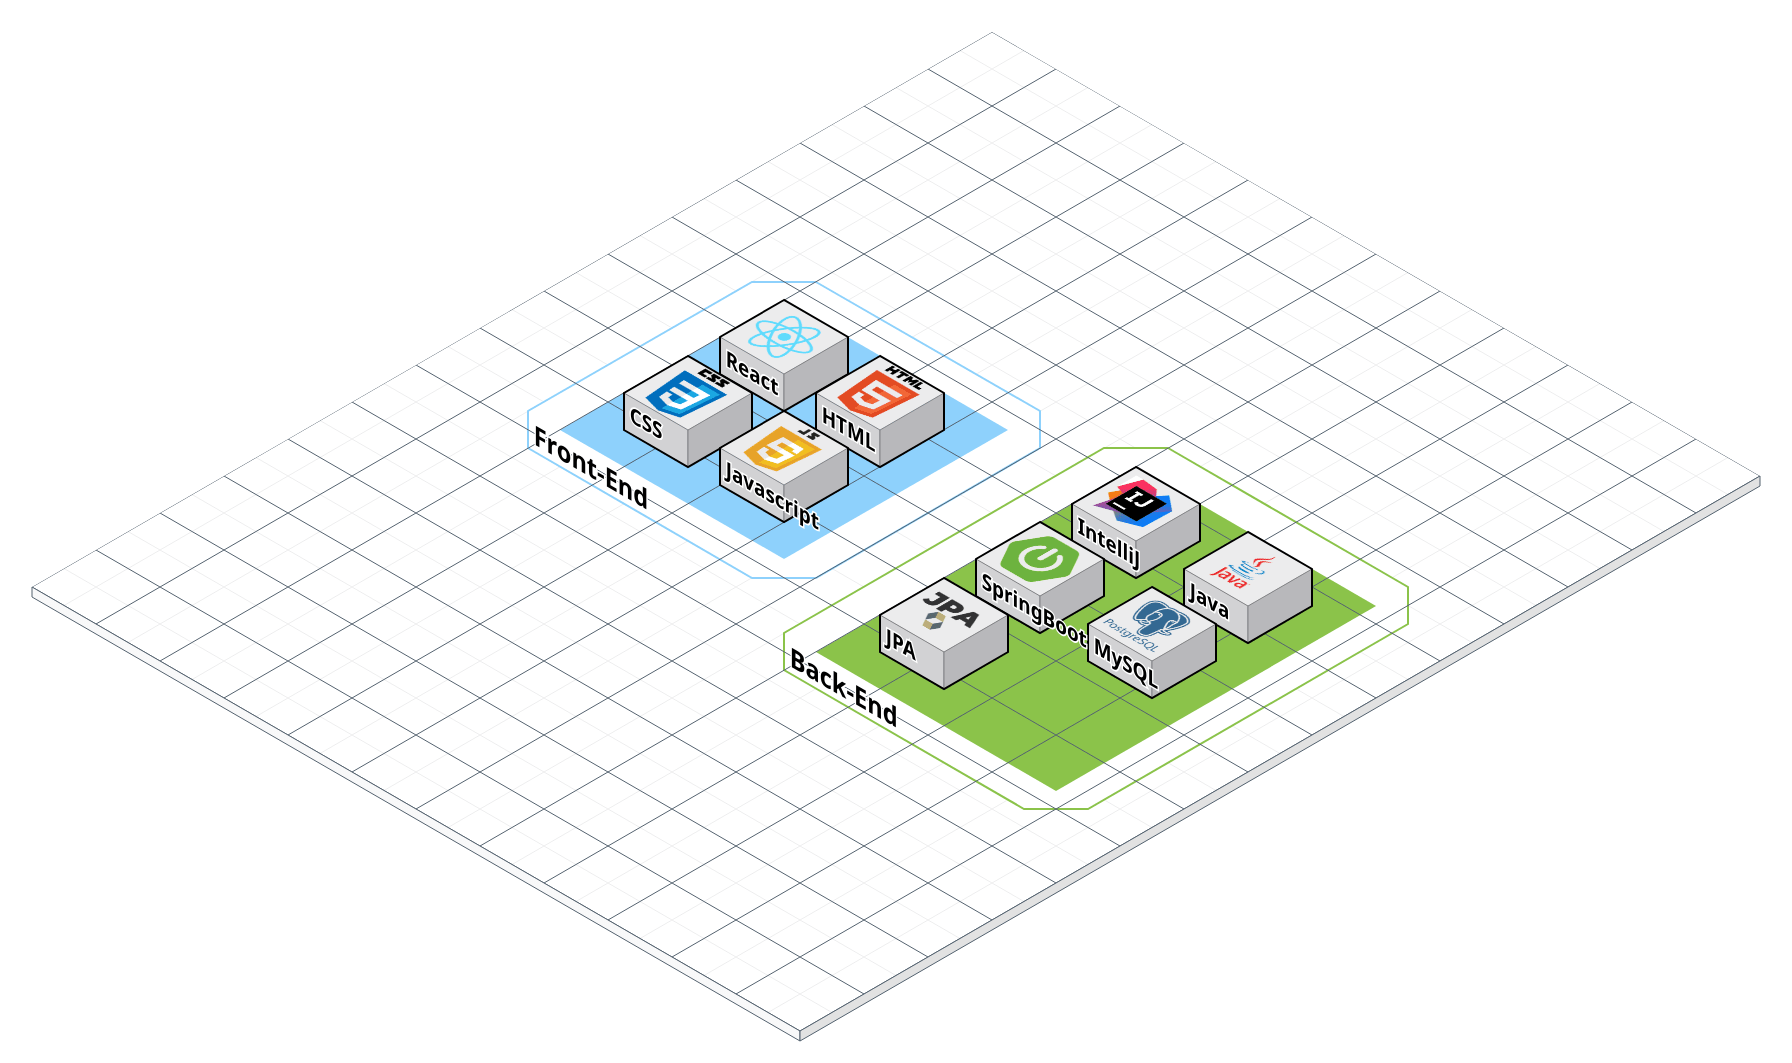 React
CSS
CSS
HTML
HTML
JS
Javascript
Front-End
IJ
IntelliJ
SpringBoot
Java
Java
JPA
JPA
PostgreSQL
MySQL
Back-End